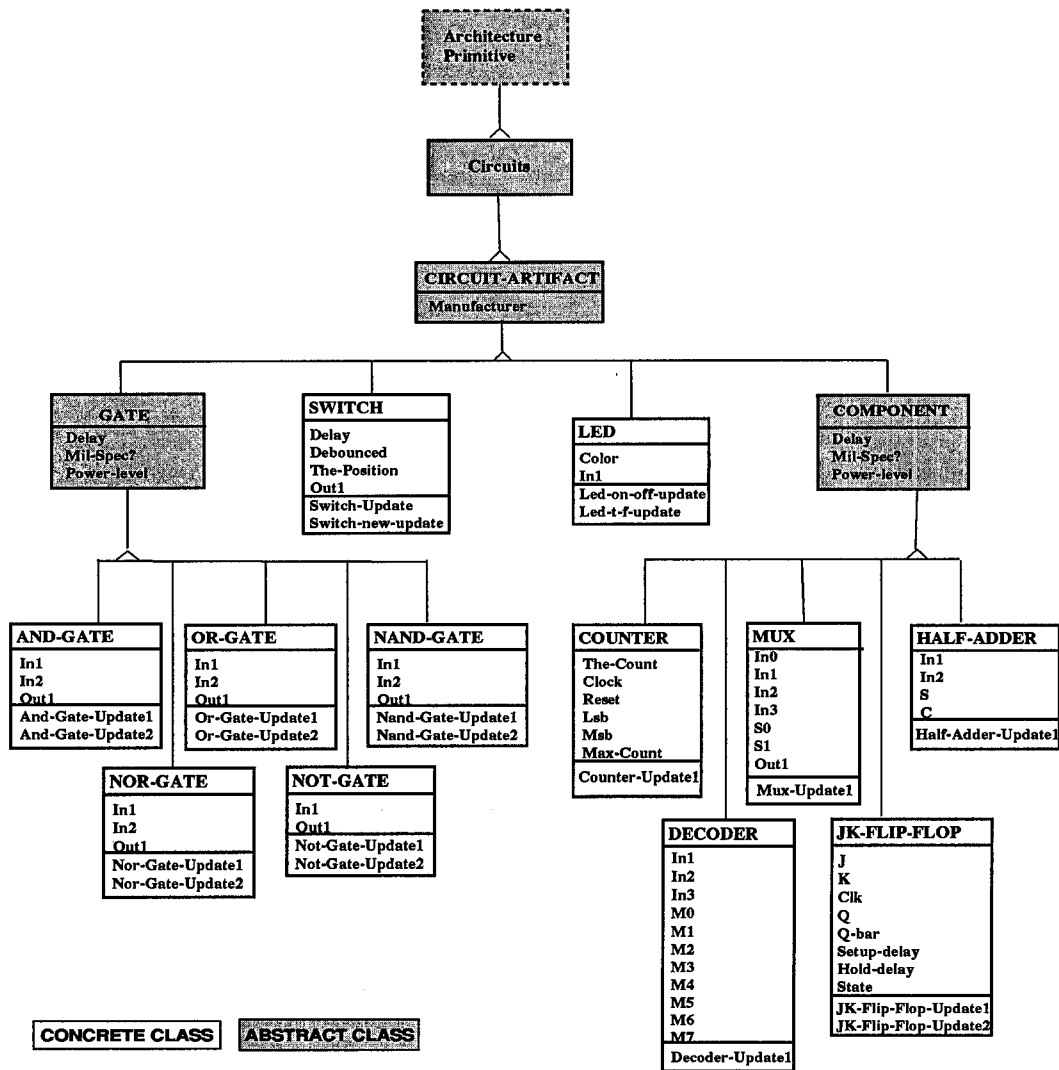 Architecture
Primitive
Circuits
CIRCUIT-ARTIFACT
Manufacturer
GATE
Delay
Mil-Spec?
Power-level
SWITCH
Delay
Debounced
The-Position
Out1
Switch-Update
Switch-new-update
LED
Color
In1
Led-on-off-update
Led-t-f-update
COMPONENT
Delay
Mil-Spec?
Power-level
AND-GATE
In1
In2
Out1
And-Gate-Update1
And-Gate-Update2
OR-GATE
In1
In2
Out1
Or-Gate-Update1
Or-Gate-Update2
NAND-GATE
In1
In2
Out1
Nand-Gate-Update1
Nand-Gate-Update2
NOR-GATE
In1
In2
Out1
Nor-Gate-Update1
Nor-Gate-Update2
NOT-GATE
In1
Out1
Not-Gate-Update1
Not-Gate-Update2
COUNTER
The-Count
Clock
Reset
Lsb
Msb
Max-Count
Counter-Update1
MUX
In0
In1
In2
In3
S0
S1
Out1
Mux-Update1
HALF-ADDER
In1
In2
S
C
Half-Adder-Update1
DECODER
In1
In2
In3
M0
M1
M2
M3
M4
M5
M6
M7
Decoder-Update1
JK-FLIP-FLOP
J
K
Clk
Q
Q-bar
Setup-delay
Hold-delay
State
JK-Flip-Flop-Update1
JK-Flip-Flop-Update2
CONCRETE CLASS
ABSTRACT CLASS